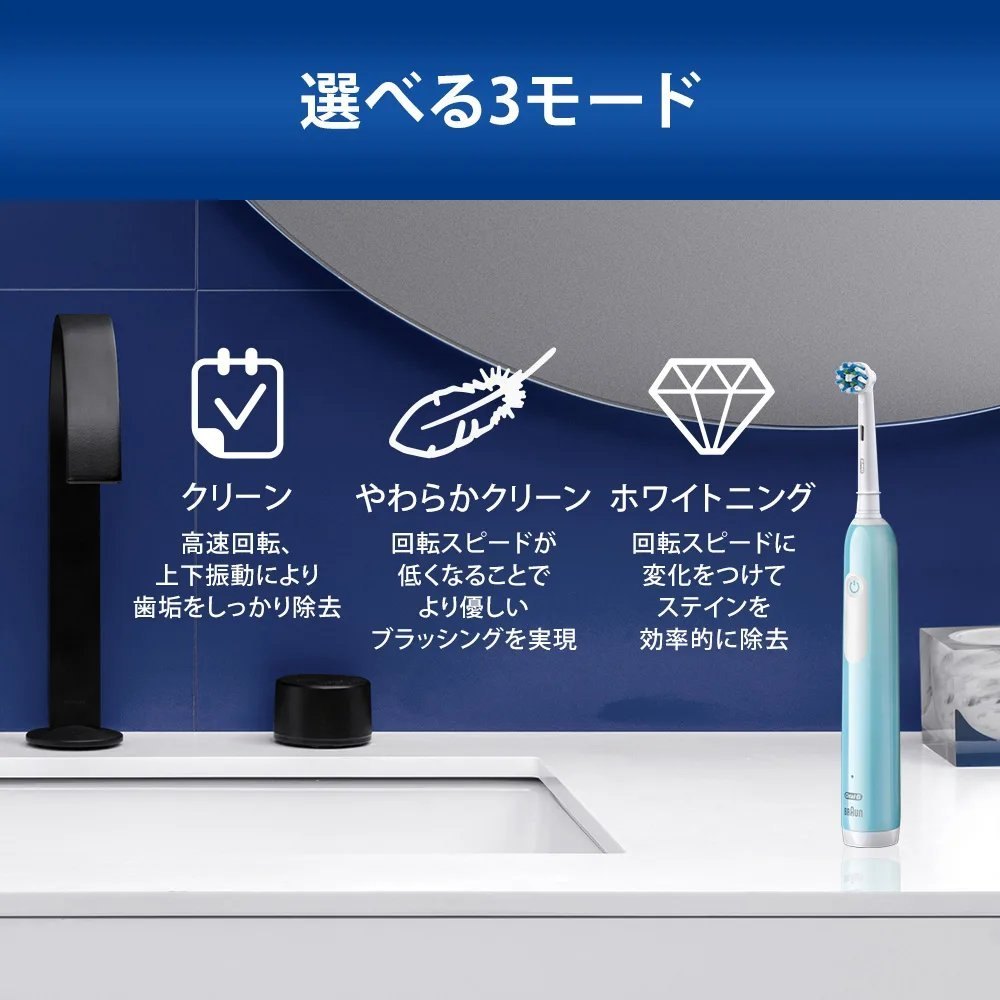 選べる3モード
クリーン
高速回転、
上下振動により
歯垢をしっかり除去
やわらかクリーン
回転スピードが
低くなることで
より優しい
ブラッシングを実現
ホワイトニング
回転スピードに
変化をつけて
ステインを
効率的に除去
Oral-B
BRAUN